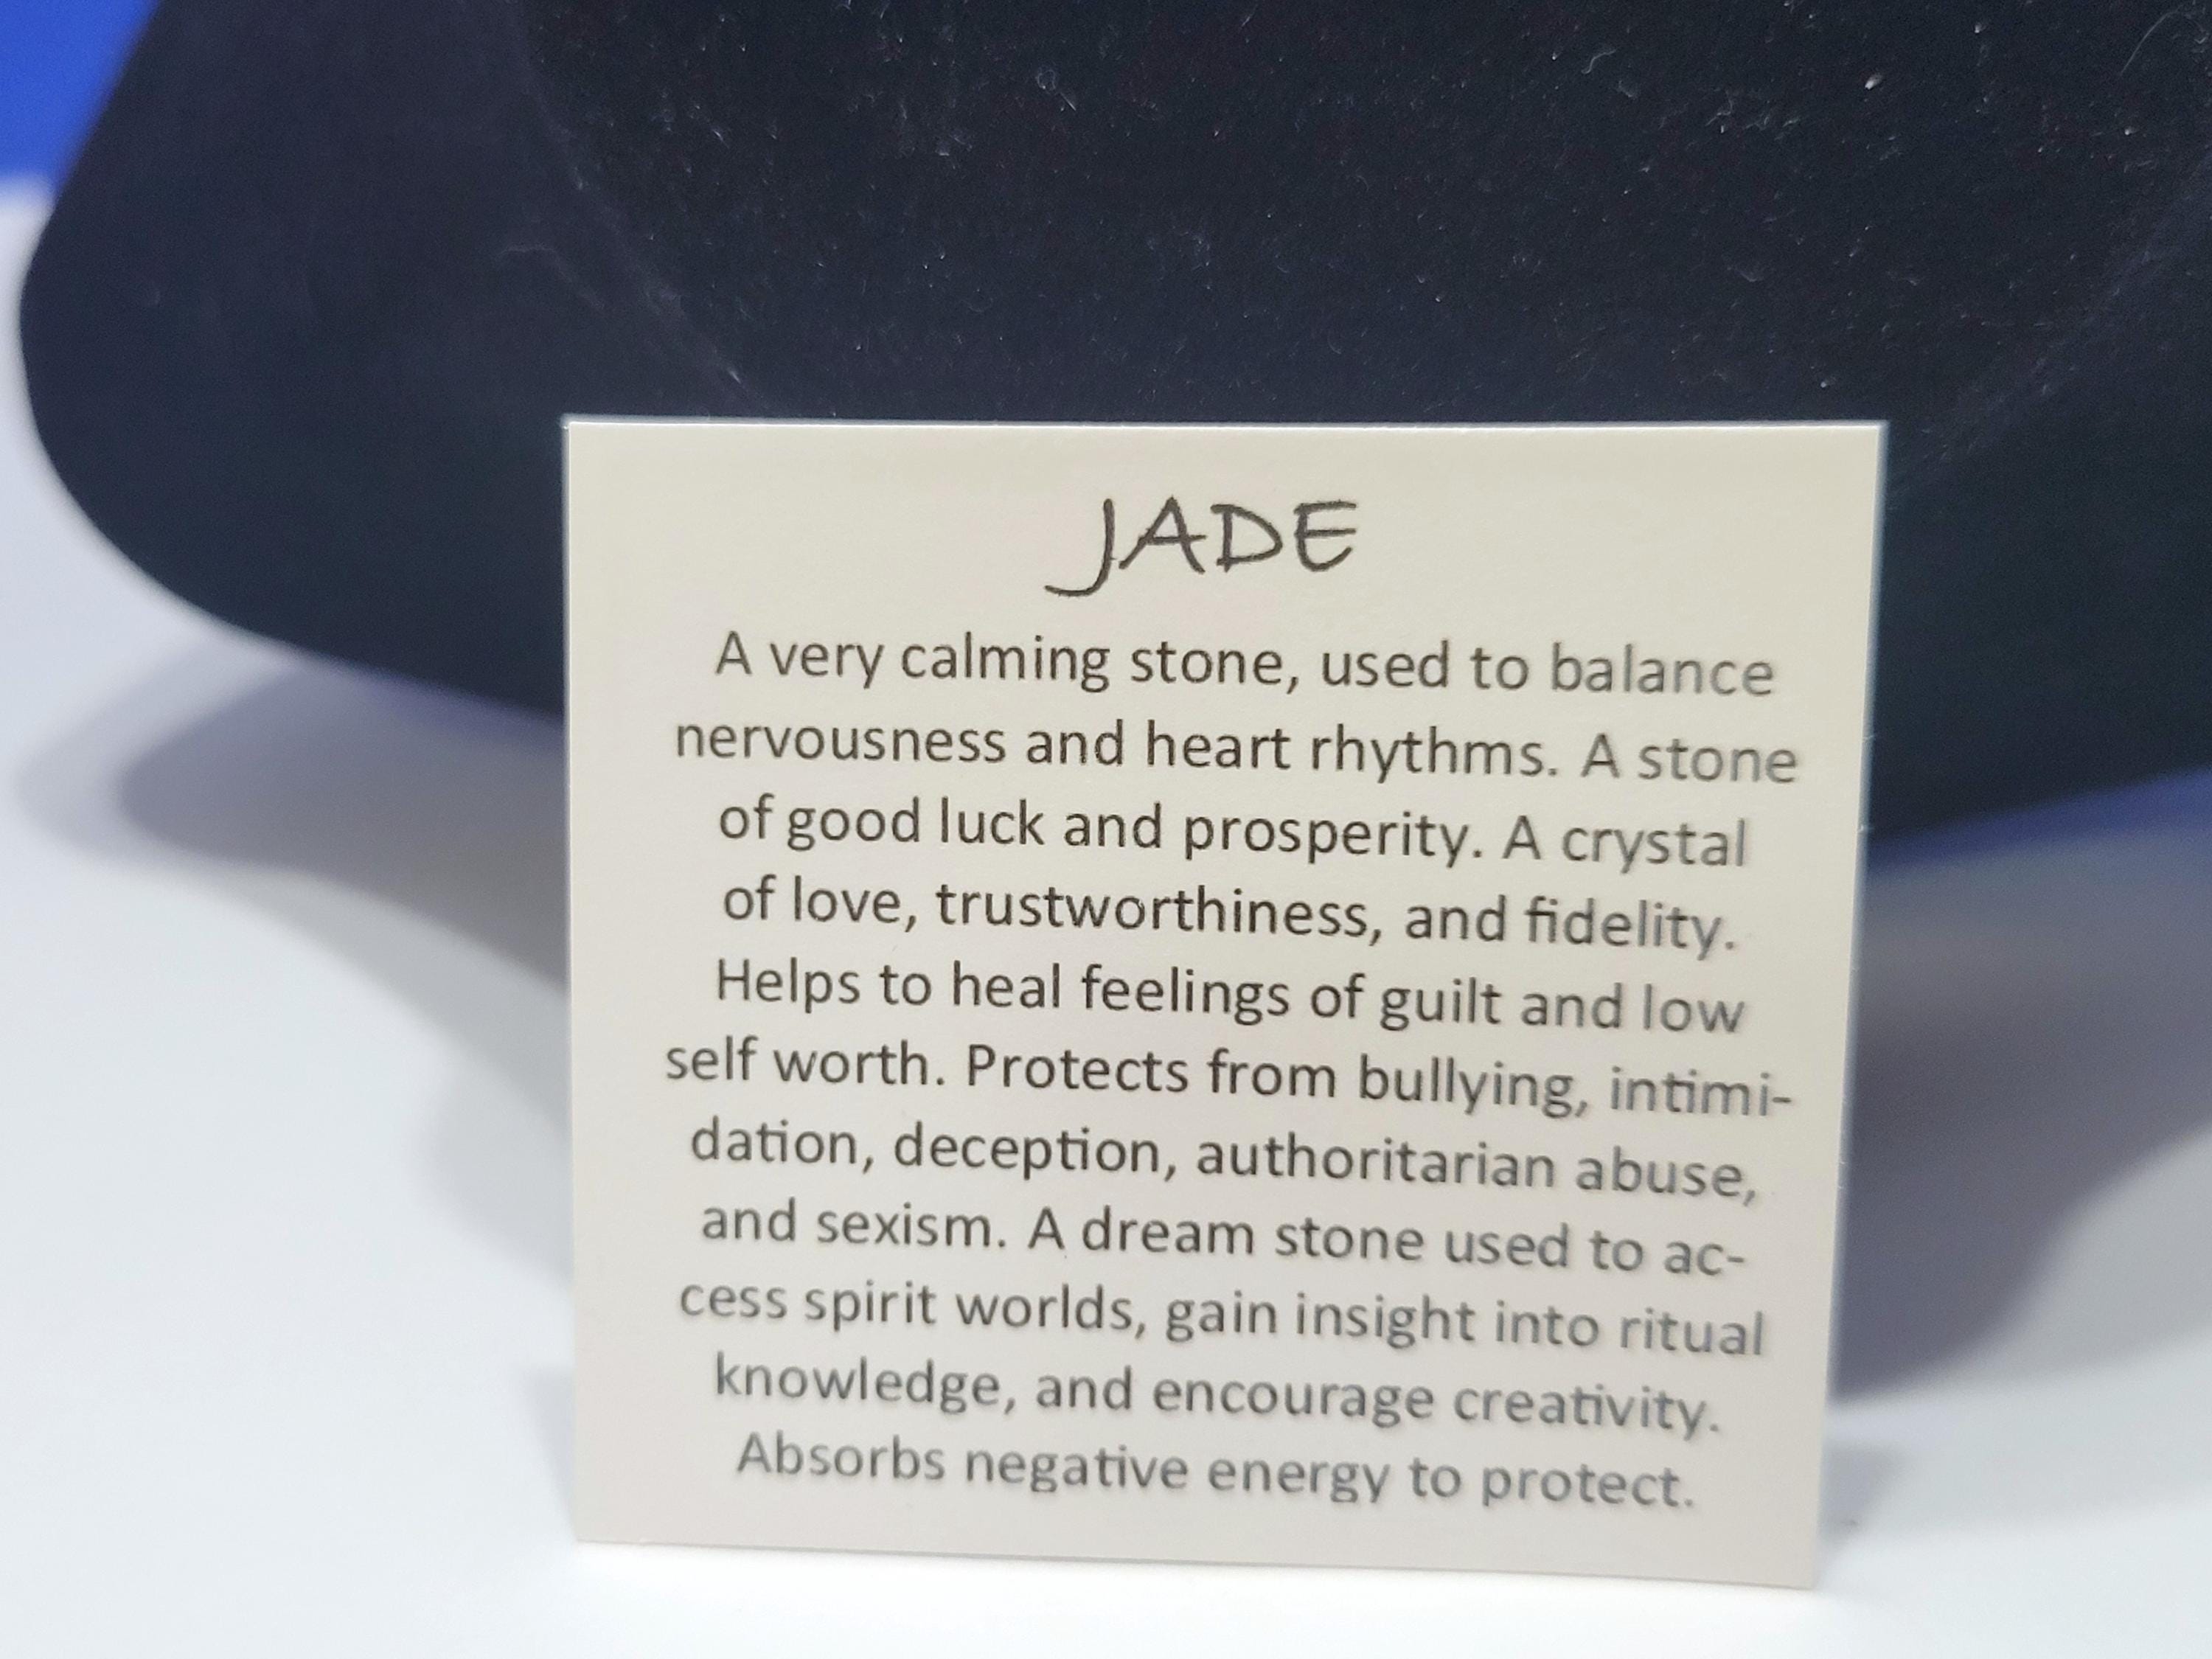 JADE
A very calming stone, used to balance
nervousness and heart rhythms. A stone
of good luck and prosperity. A crystal
of love, trustworthiness, and fidelity.
Helps to heal feelings of guilt and low
self worth. Protects from bullying, intimi-
dation, deception, authoritarian abuse,
and sexism. A dream stone used to ac-
cess spirit worlds, gain insight into ritual
knowledge, and encourage creativity.
Absorbs negative energy to protect.